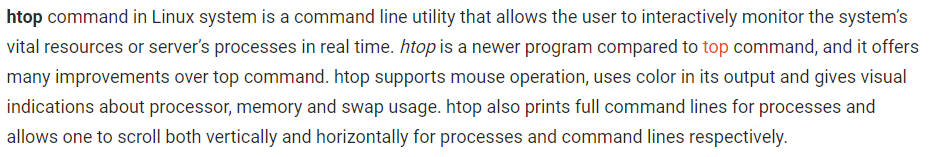 htop command in Linux system is a command line utility that allows the user to interactively monitor the system’s
vital resources or server’s processes in real time. htop is a newer program compared to top command, and it offers
many improvements over top command. htop supports mouse operation, uses color in its output and gives visual
indications about processor, memory and swap usage. htop also prints full command lines for processes and
allows one to scroll both vertically and horizontally for processes and command lines respectively.